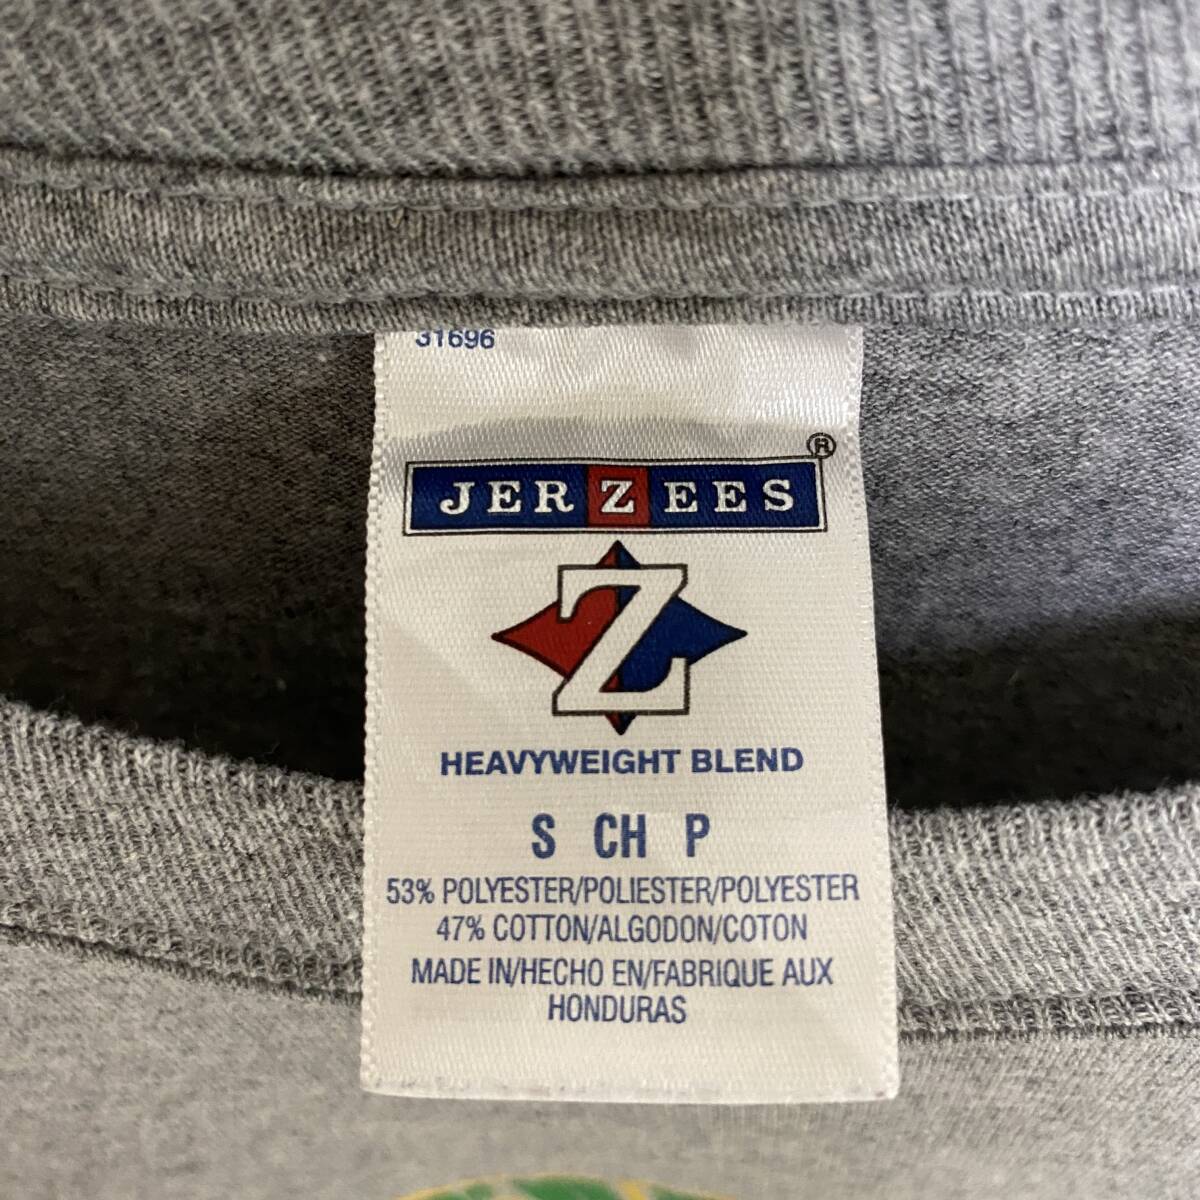 31696
JERZEES®
Z
HEAVYWEIGHT BLEND
S CH P
53% POLYESTER/POLIESTER/POLYESTER
47% COTTON/ALGODON/COTON
MADE IN/HECHO EN/FABRIQUE AUX
HONDURAS